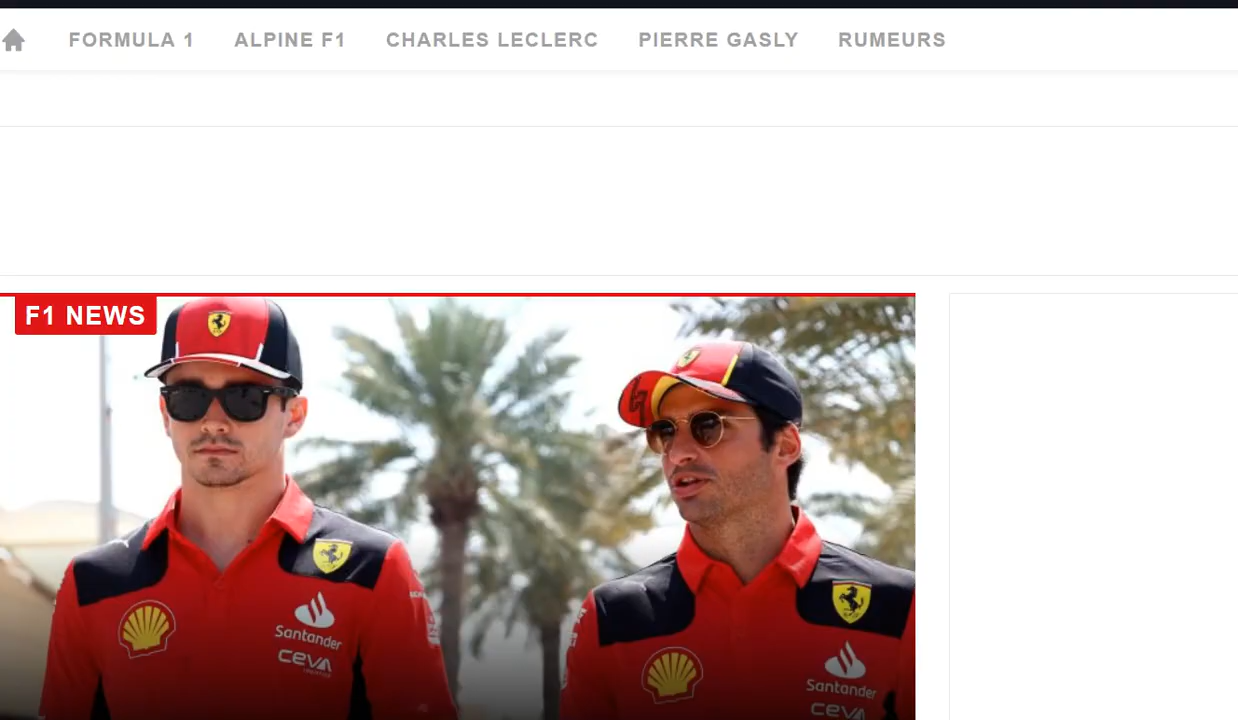 FORMULA 1 ALPINE F1 CHARLES LECLERC PIERRE GASLY RUMEURS
F1 NEWS
Santander
CEVA
Santander
CEVA